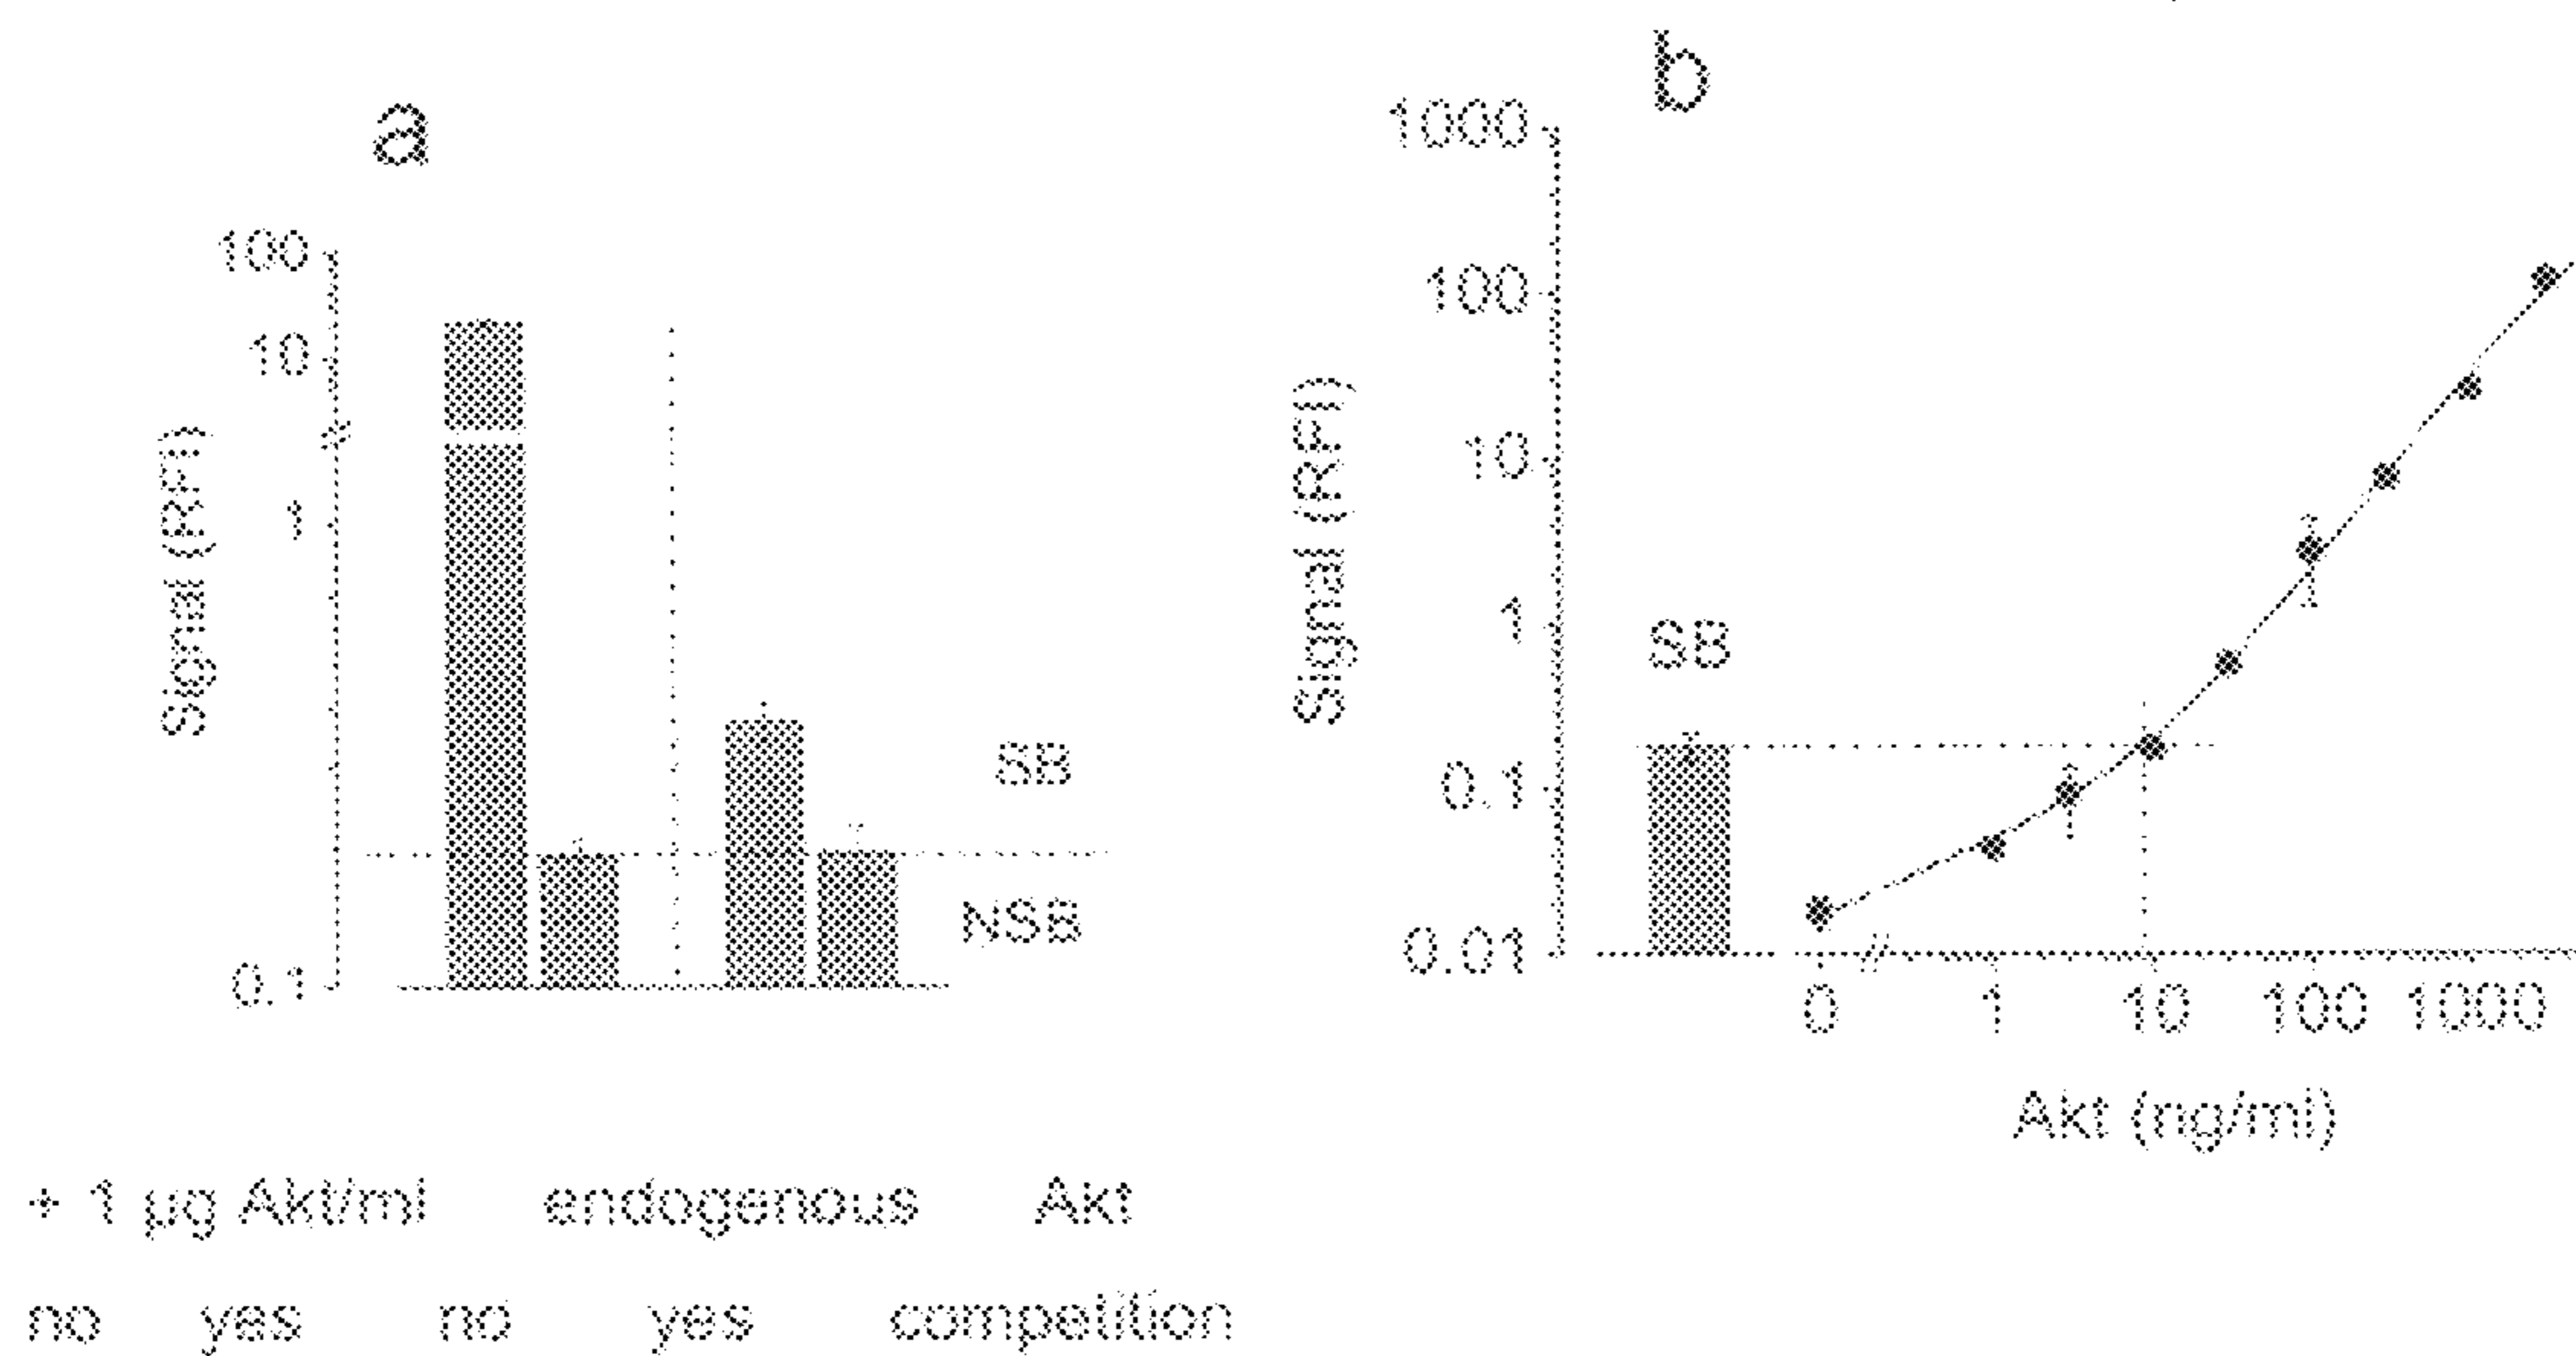 a
100
10
1
0.1
Signal (RFI)
SB
NSB
+ 1 µg Akt/ml endogenous Akt
no yes no yes competition
b
1000
100
10
1
0.1
0.01
Signal (RFI)
SB
0 1 10 100 1000
Akt (ng/ml)